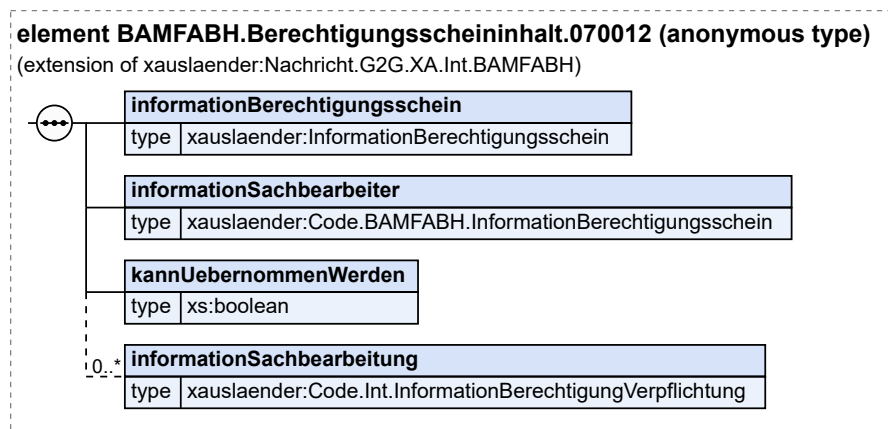 element BAMFABH.Berechtigungsscheininhalt.070012 (anonymous type)
(extension of xauslaender:Nachricht.G2G.XA.Int.BAMFABH)
informationBerechtigungsschein
type xauslaender:InformationBerechtigungsschein
informationSachbearbeiter
type xauslaender:Code.BAMFABH.InformationBerechtigungsschein
kannUebernommenWerden
type xs:boolean
0..* informationSachbearbeitung
type xauslaender:Code.Int.InformationBerechtigungVerpflichtung